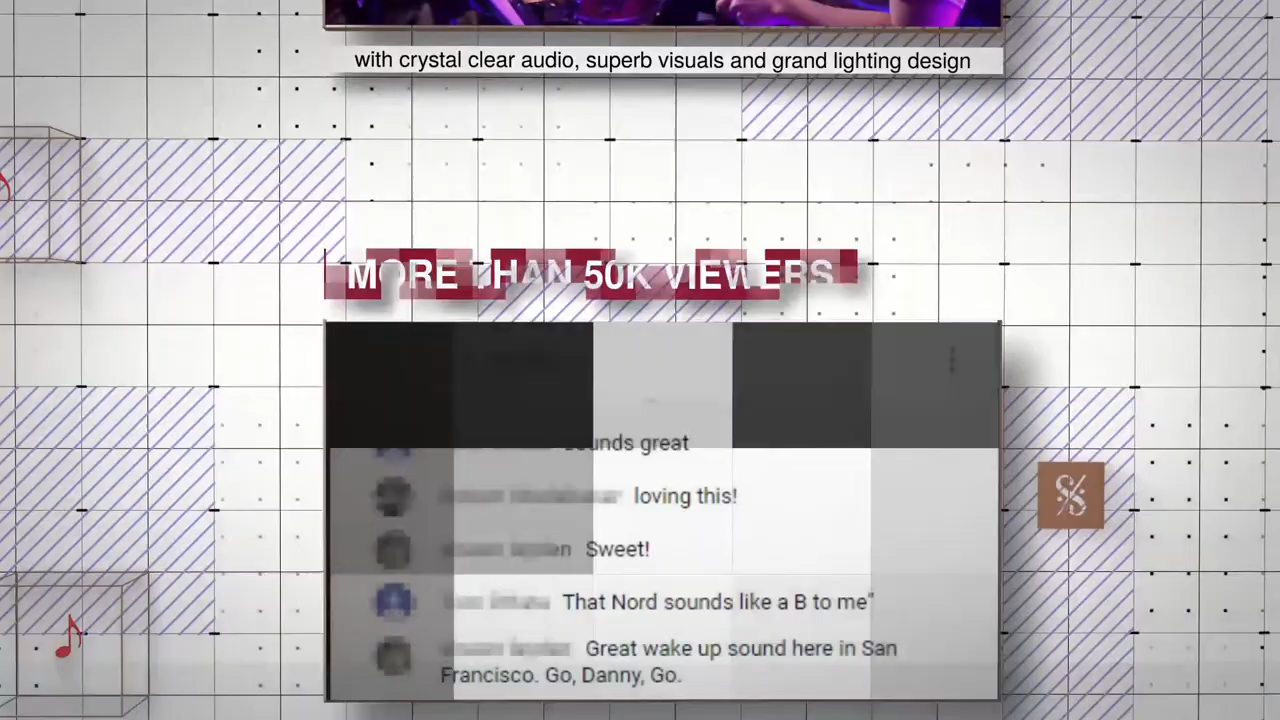 with crystal clear audio, superb visuals and grand lighting design
MORE THAN 50K VIEWERS
sounds great
loving this!
Sweet!
That Nord sounds like a B to me"
Great wake up sound here in San
Francisco. Go, Danny, Go.